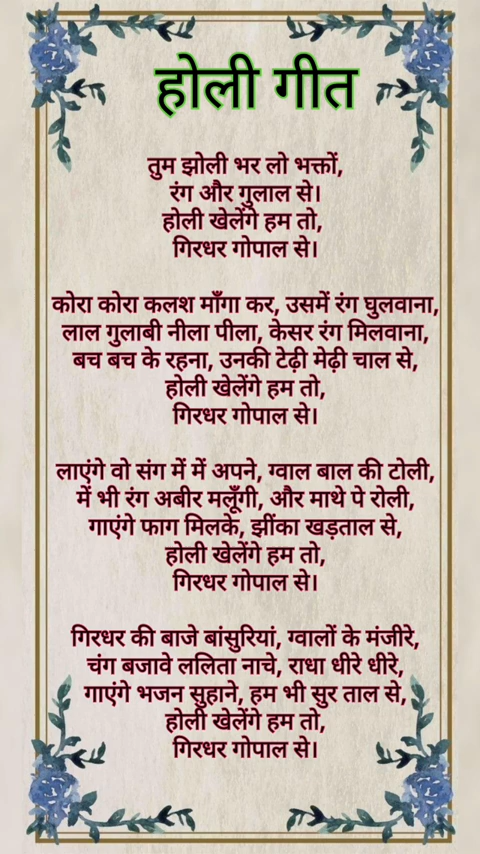 होली गीत
तुम झोली भर लो भक्तों,
रंग और गुलाल से।
होली खेलेंगे हम तो,
गिरधर गोपाल से।
कोरा कोरा कलश माँगा कर, उसमें रंग घुलवाना,
लाल गुलाबी नीला पीला, केसर रंग मिलवाना,
बच बच के रहना, उनकी टेढ़ी मेढ़ी चाल से,
होली खेलेंगे हम तो,
गिरधर गोपाल से।
लाएंगे वो संग में में अपने, ग्वाल बाल की टोली,
में भी रंग अबीर मलूँगी, और माथे पे रोली,
गाएंगे फाग मिलके, झींका खड़ताल से,
होली खेलेंगे हम तो,
गिरधर गोपाल से।
गिरधर की बाजे बांसुरियां, ग्वालों के मंजीरे,
चंग बजावे ललिता नाचे, राधा धीरे धीरे,
गाएंगे भजन सुहाने, हम भी सुर ताल से,
होली खेलेंगे हम तो,
गिरधर गोपाल से।